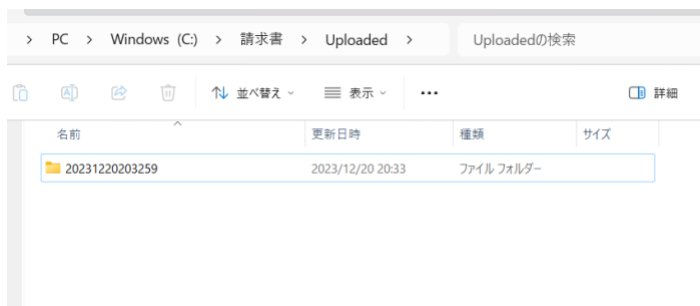 > PC > Windows (C:) > 請求書 > Uploaded > Uploadedの検索
並べ替え 表示 ... 詳細
名前 更新日時 種類 サイズ
20231220203259 2023/12/20 20:33 ファイル フォルダー